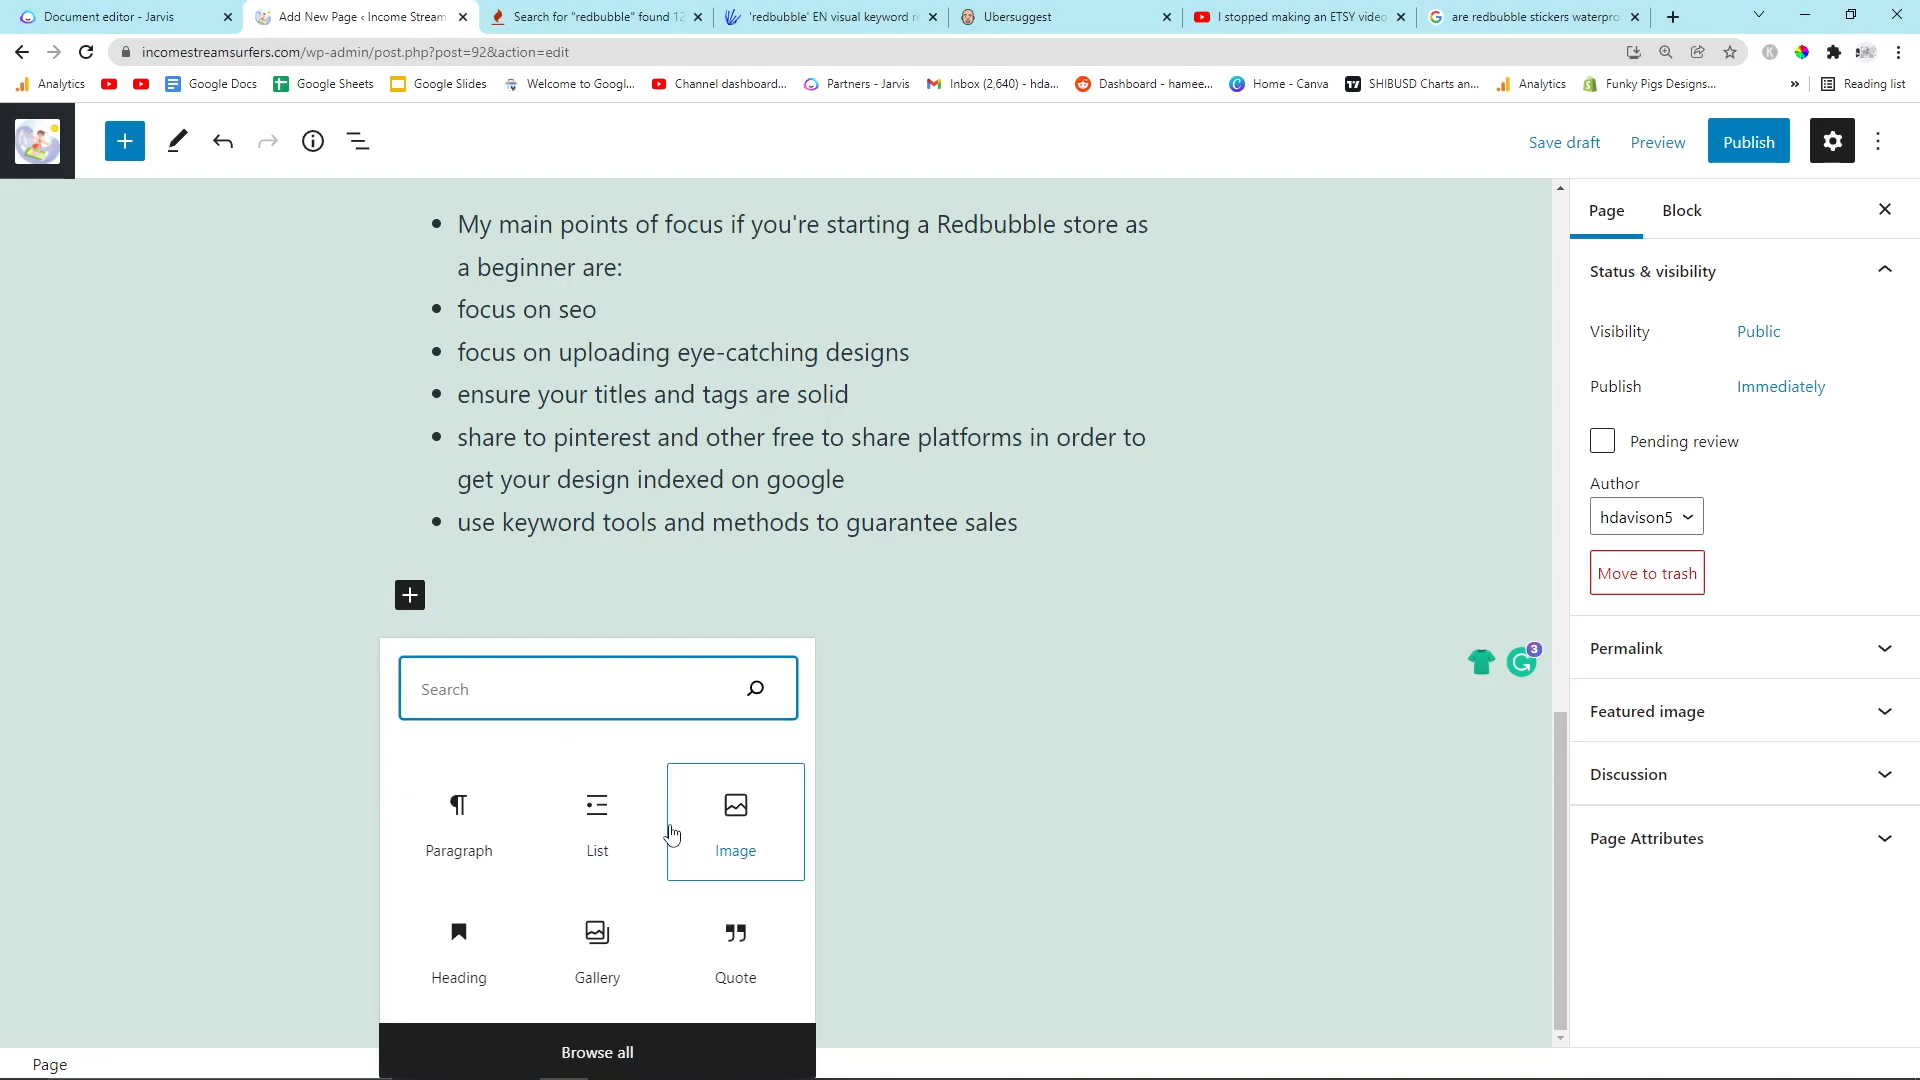 Document editor - Jarvis
Add New Page ‹ Income Stream
Search for "redbubble" found 12
'redbubble' EN visual keyword re
Ubersuggest
I stopped making an ETSY video
are redbubble stickers waterpro
incomestreamsurfers.com/wp-admin/post.php?post=92&action=edit
Analytics
Google Docs
Google Sheets
Google Slides
Welcome to Googl...
Channel dashboard...
Partners - Jarvis
Inbox (2,640) - hda...
Dashboard - hamee...
Home - Canva
SHIBUSD Charts an...
Analytics
Funky Pigs Designs...
»
Reading list
Save draft
Preview
Publish
My main points of focus if you're starting a Redbubble store as
a beginner are:
focus on seo
focus on uploading eye-catching designs
ensure your titles and tags are solid
share to pinterest and other free to share platforms in order to
get your design indexed on google
use keyword tools and methods to guarantee sales
Search
Paragraph
List
Image
Heading
Gallery
Quote
Browse all
3
Page
Block
Status & visibility
Visibility
Public
Publish
Immediately
Pending review
Author
hdavison5
Move to trash
Permalink
Featured image
Discussion
Page Attributes
Page